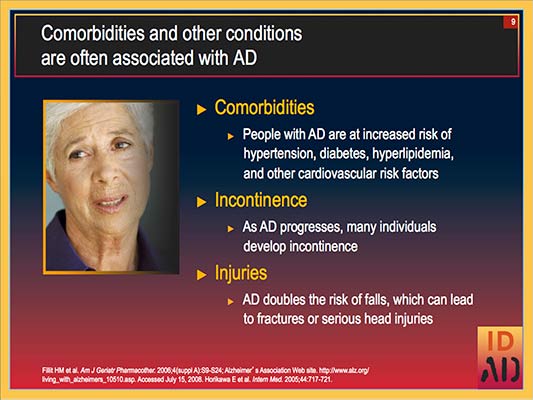 9
Comorbidities and other conditions
are often associated with AD
Comorbidities
People with AD are at increased risk of
hypertension, diabetes, hyperlipidemia,
and other cardiovascular risk factors
Incontinence
As AD progresses, many individuals
develop incontinence
Injuries
AD doubles the risk of falls, which can lead
to fractures or serious head injuries
Fillit HM et al. Am J Geriatr Pharmacother. 2006;4(suppl A):S9-S24; Alzheimer's Association Web site. http://www.alz.org/
living_with_alzheimers_10510.asp. Accessed July 15, 2008. Horikawa E et al. Intern Med. 2005;44:717-721.
ID
AD